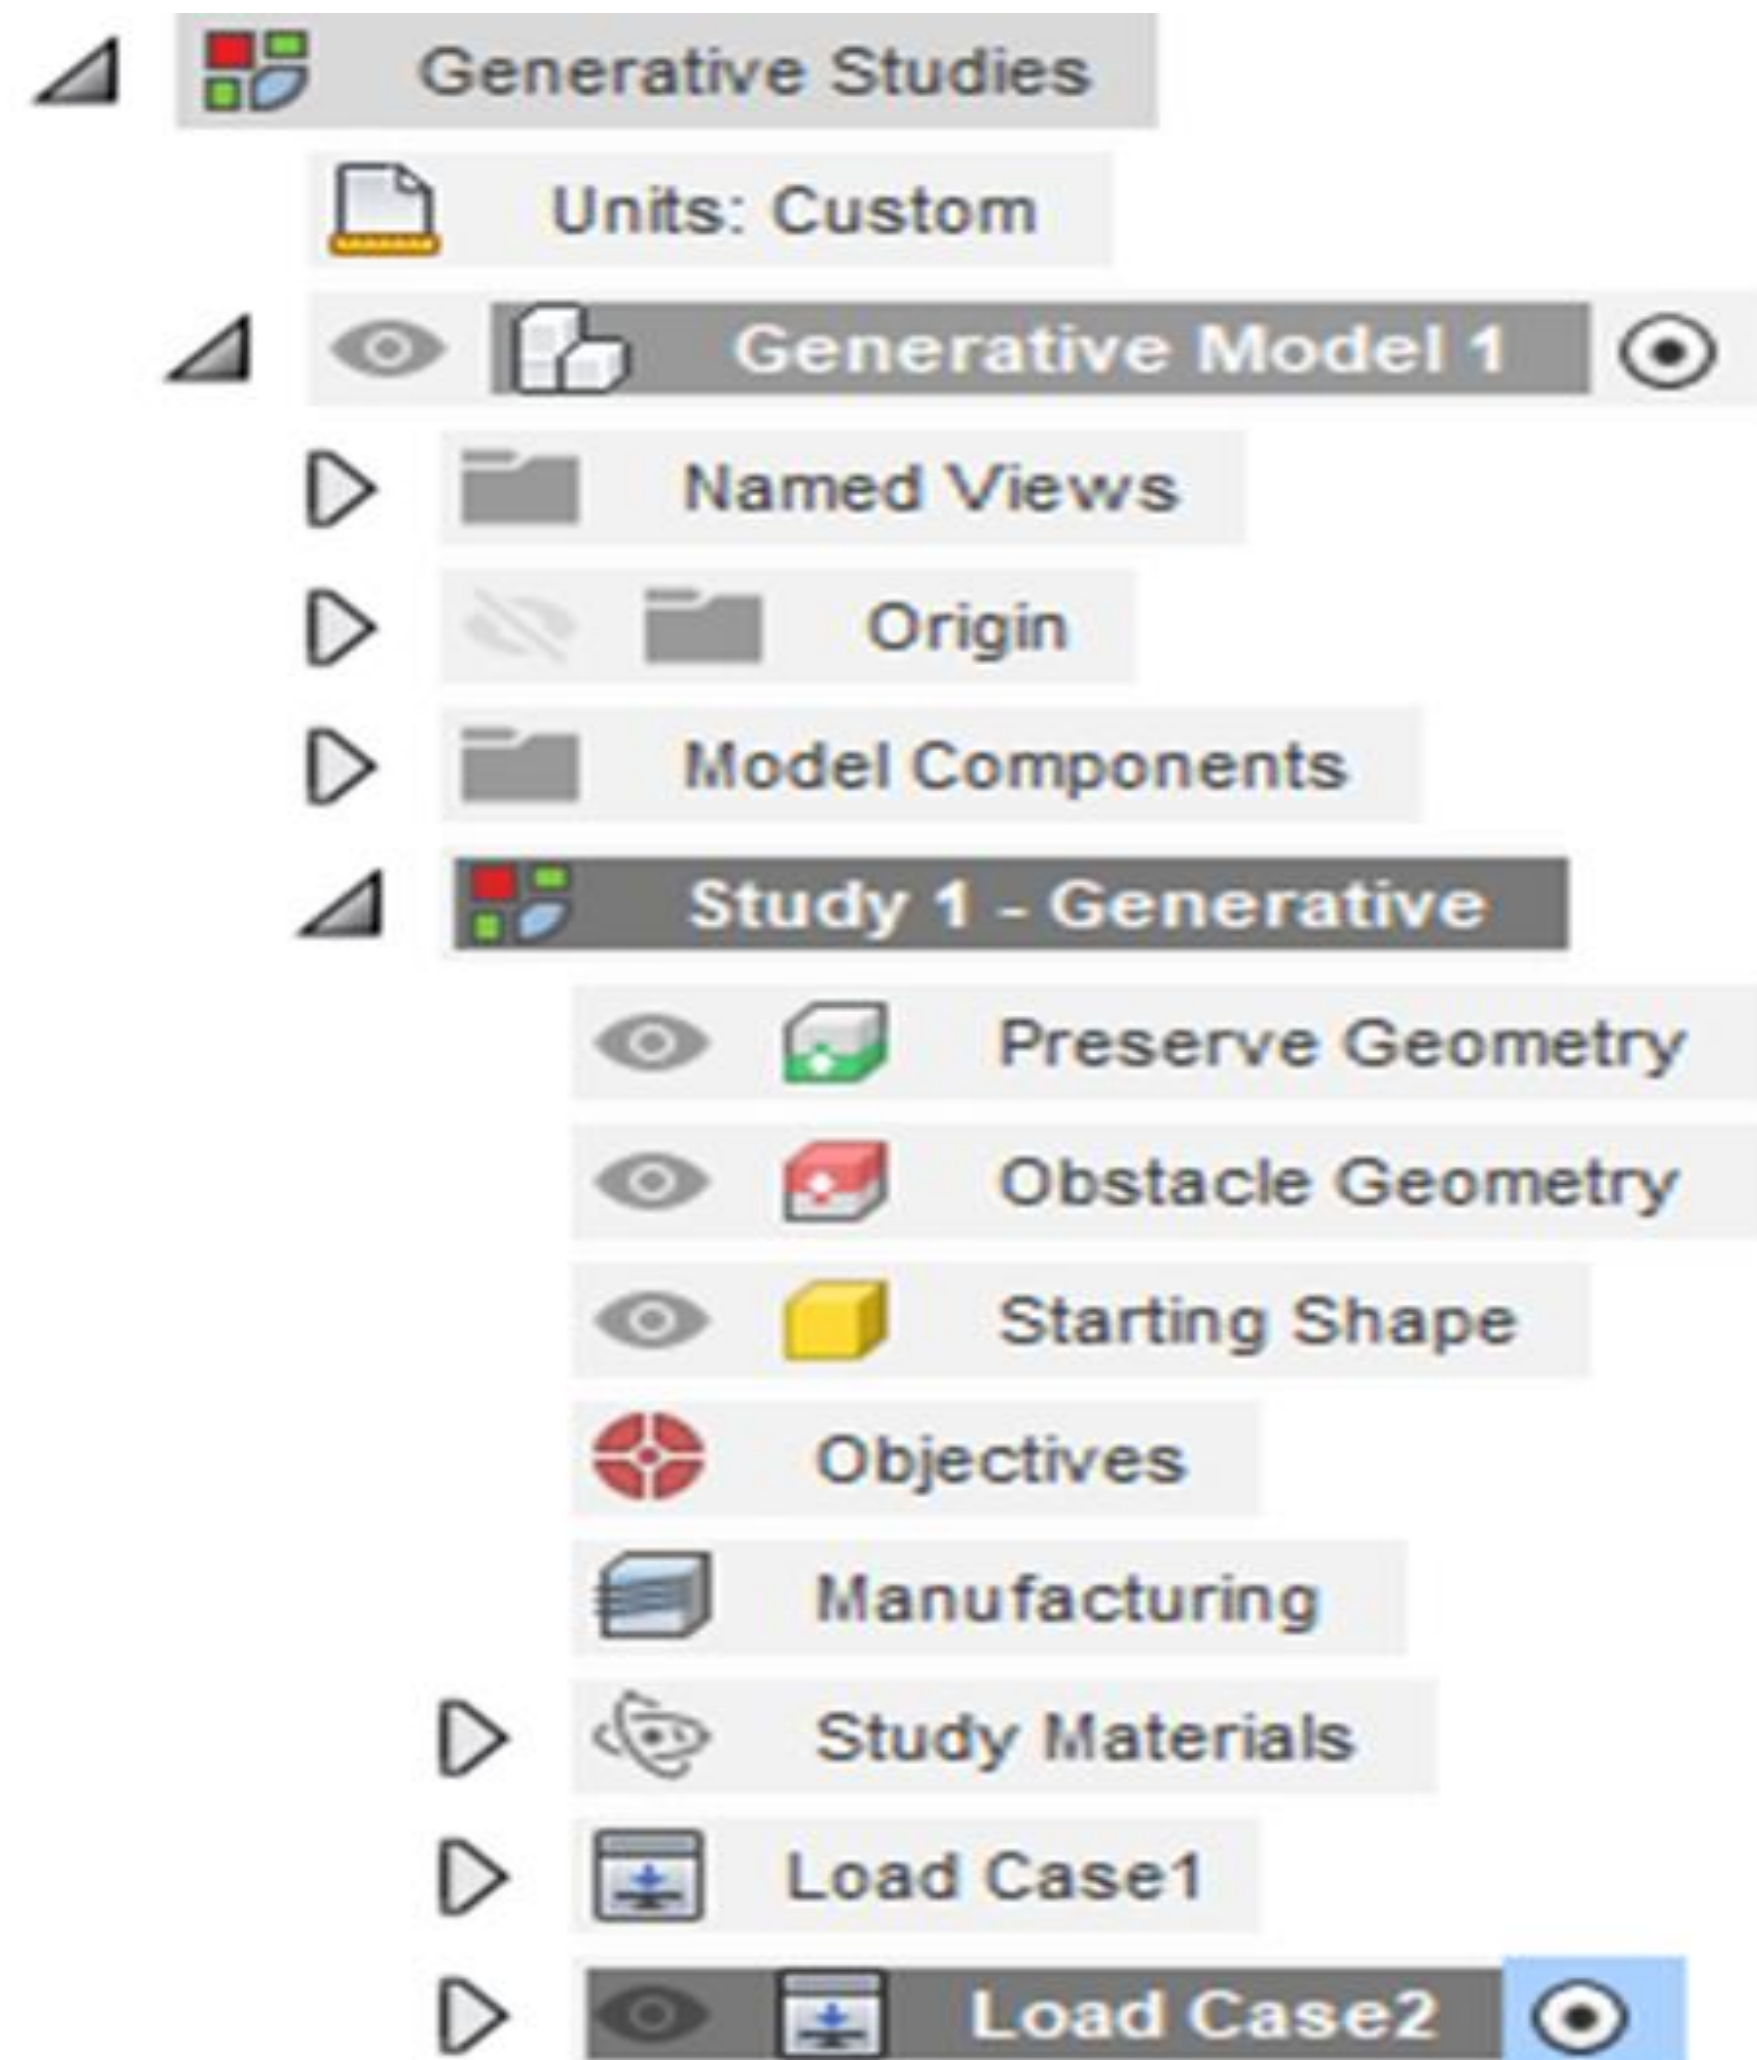 Generative Studies
Units: Custom
Generative Model 1
Named Views
Origin
Model Components
Study 1 - Generative
Preserve Geometry
Obstacle Geometry
Starting Shape
Objectives
Manufacturing
Study Materials
Load Case1
Load Case2